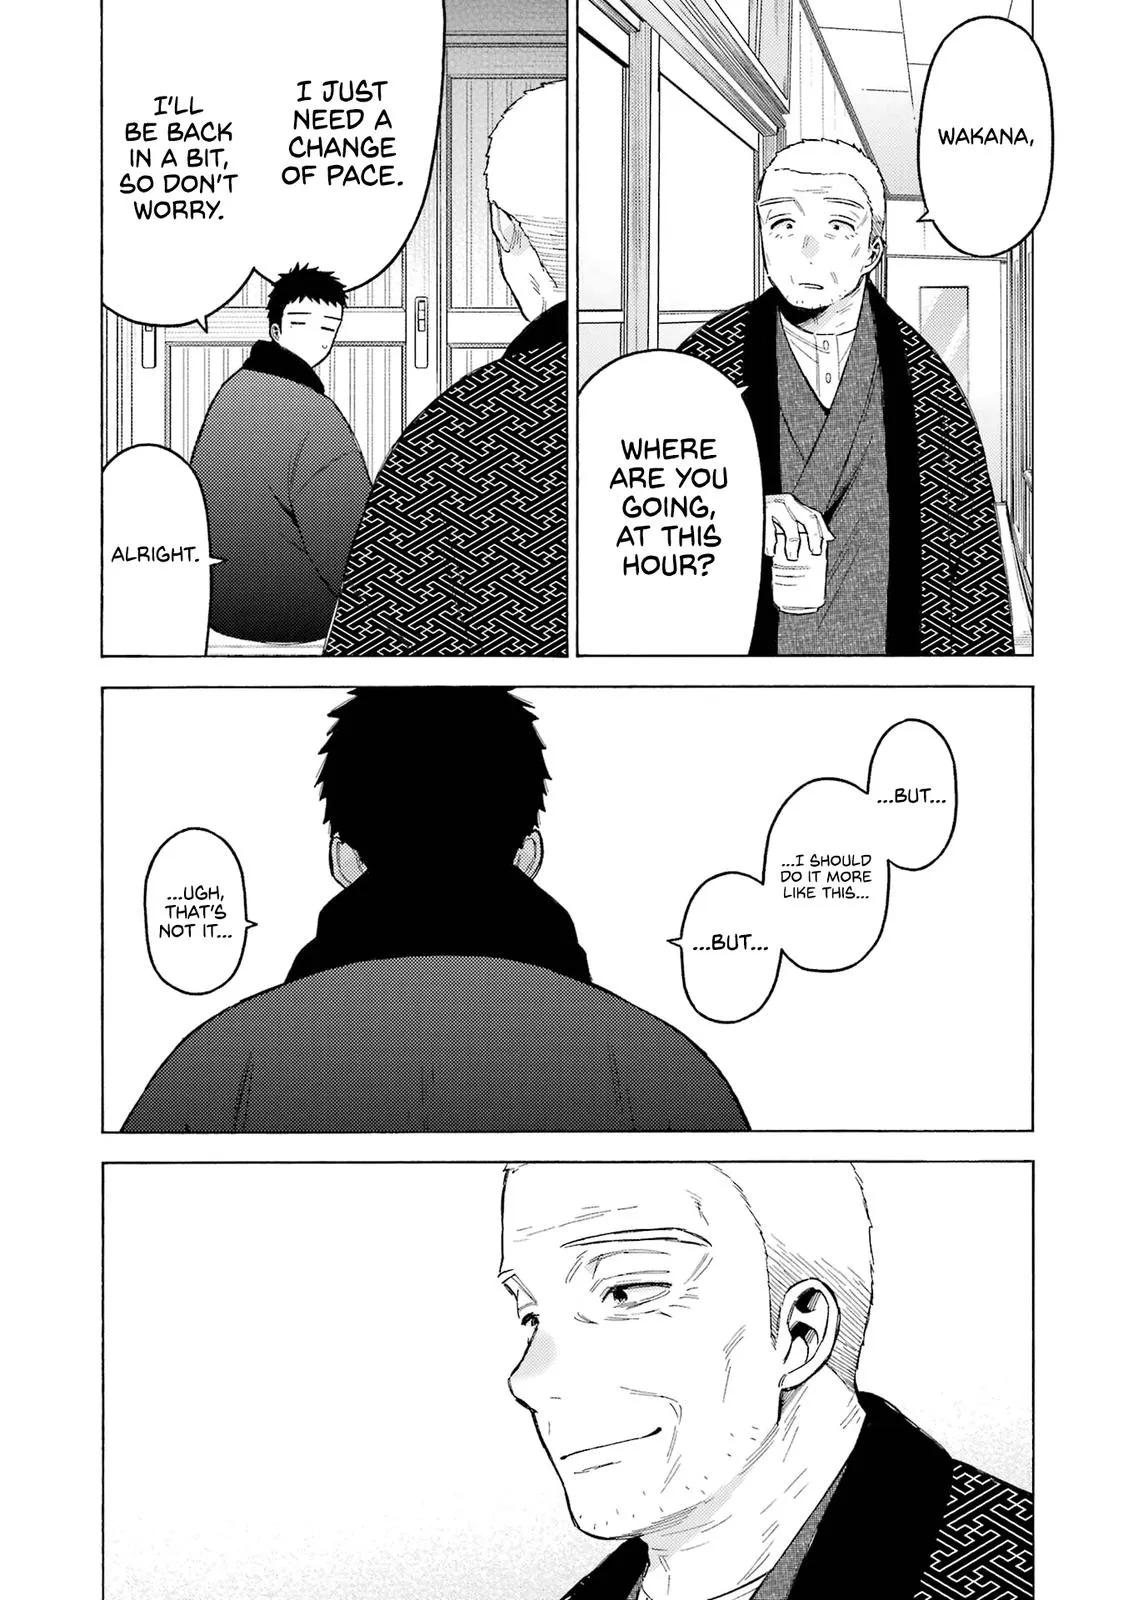 WAKANA,
WHERE
ARE YOU
GOING,
AT THIS
HOUR?
I JUST
NEED A
CHANGE
OF PACE.
I'LL
BE BACK
IN A BIT,
SO DON'T
WORRY.
ALRIGHT.
...BUT...
...I SHOULD
DO IT MORE
LIKE THIS...
...BUT...
...UGH,
THAT'S
NOT IT...